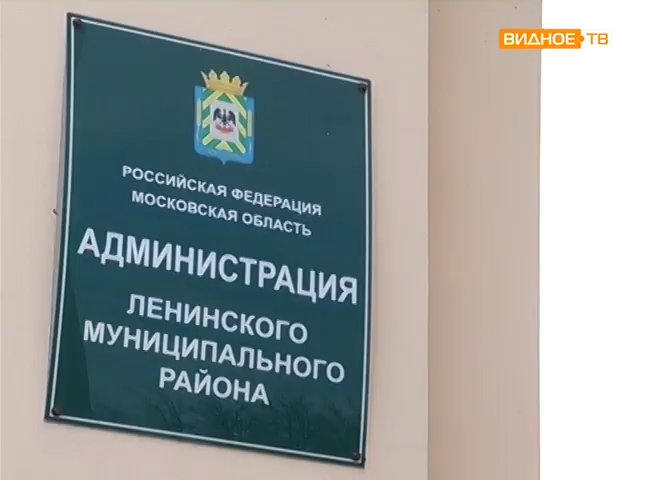 ВИДНОЕ ТВ
РОССИЙСКАЯ ФЕДЕРАЦИЯ
МОСКОВСКАЯ ОБЛАСТЬ
АДМИНИСТРАЦИЯ
ЛЕНИНСКОГО
МУНИЦИПАЛЬНОГО
РАЙОНА